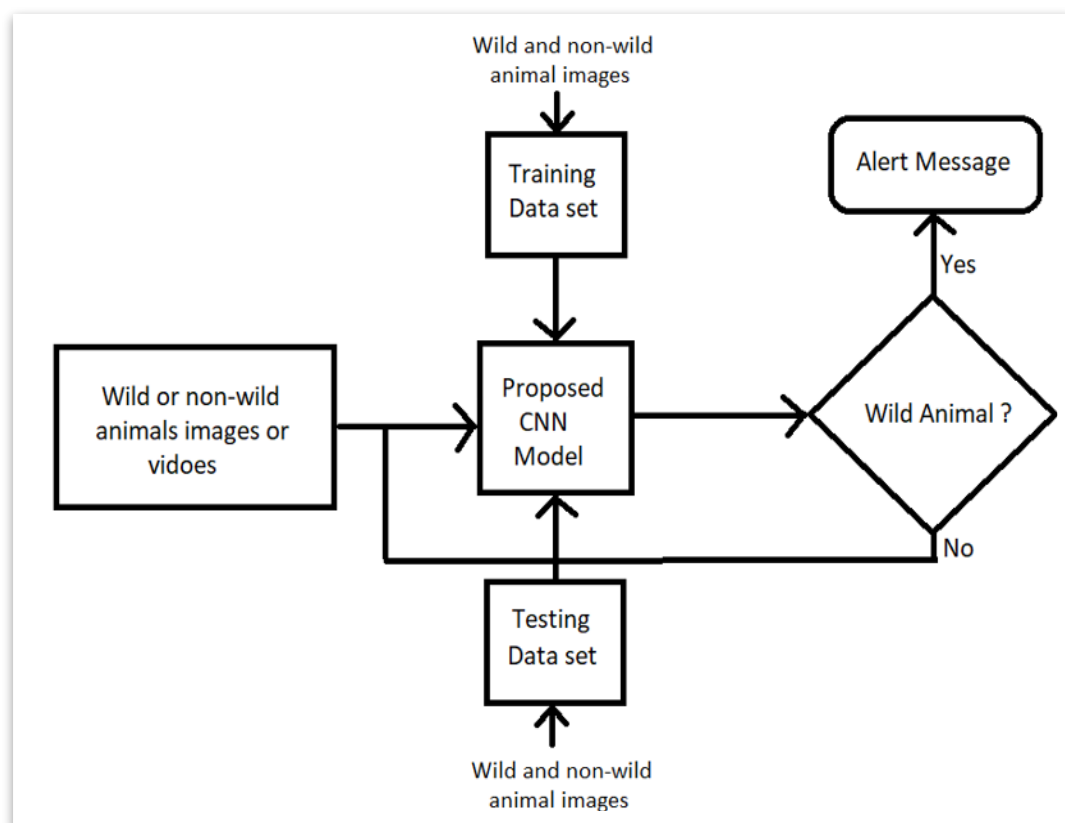 Wild and non-wild
animal images
Training
Data set
Alert Message
Yes
Wild or non-wild
animals images or
vidoes
Proposed
CNN
Model
Wild Animal ?
No
Testing
Data set
Wild and non-wild
animal images